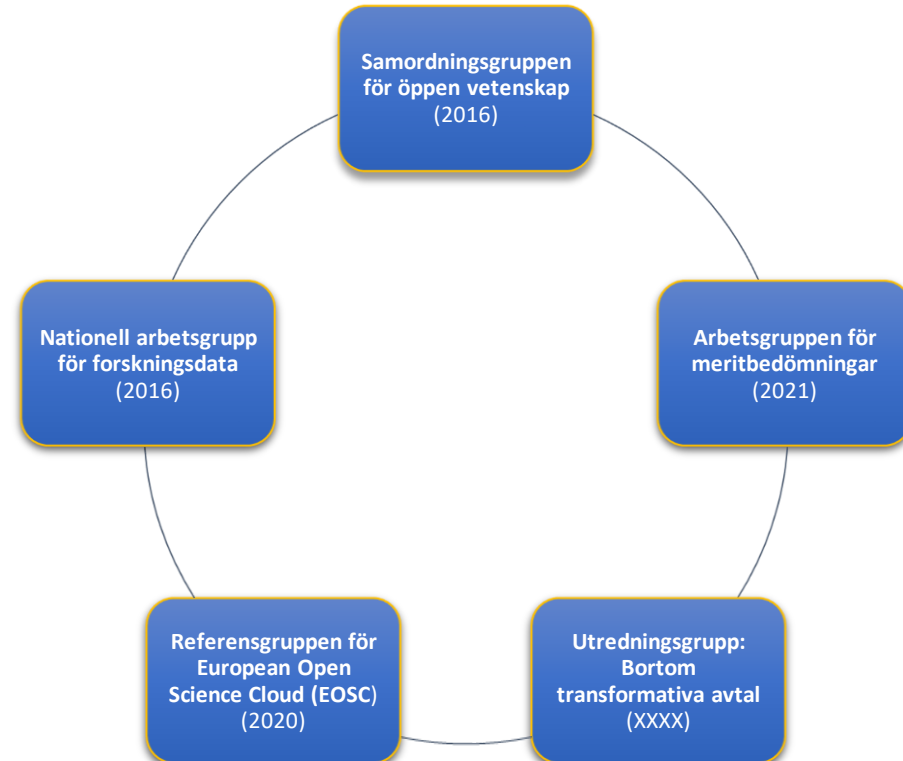 Samordningsgruppen
för öppen vetenskap
(2016)
Nationell arbetsgrupp
för forskningsdata
(2016)
Arbetsgruppen för
meritbedömningar
(2021)
Referensgruppen för
European Open
Science Cloud (EOSC)
(2020)
Utredningsgrupp:
Bortom
transformativa avtal
(XXXX)